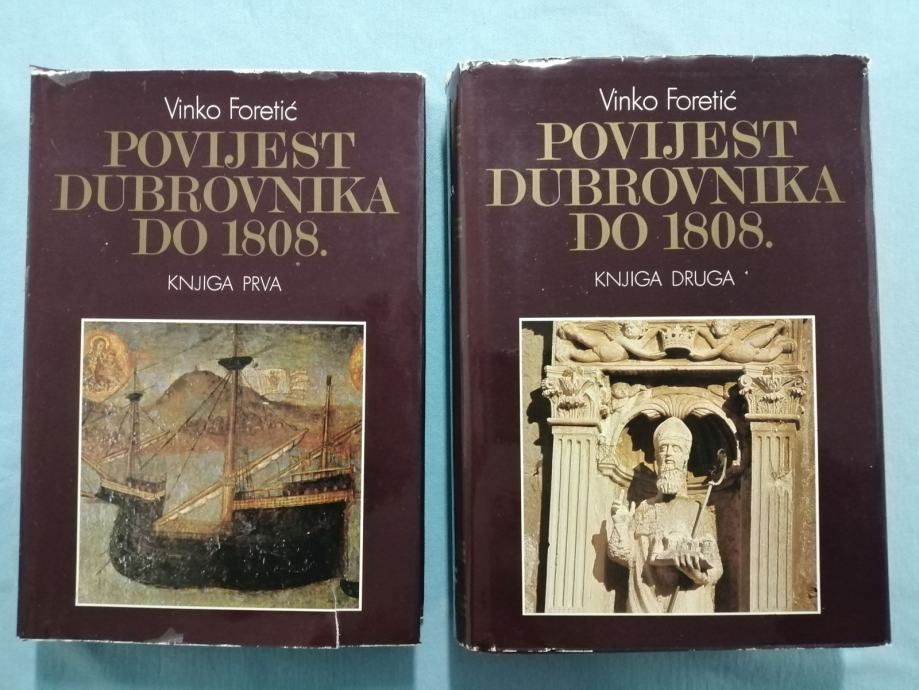 Vinko Foretić
POVIJEST
DUBROVNIKA
DO 1808.
KNJIGA PRVA
Vinko Foretić
POVIJEST
DUBROVNIKA
DO 1808.
KNJIGA DRUGA